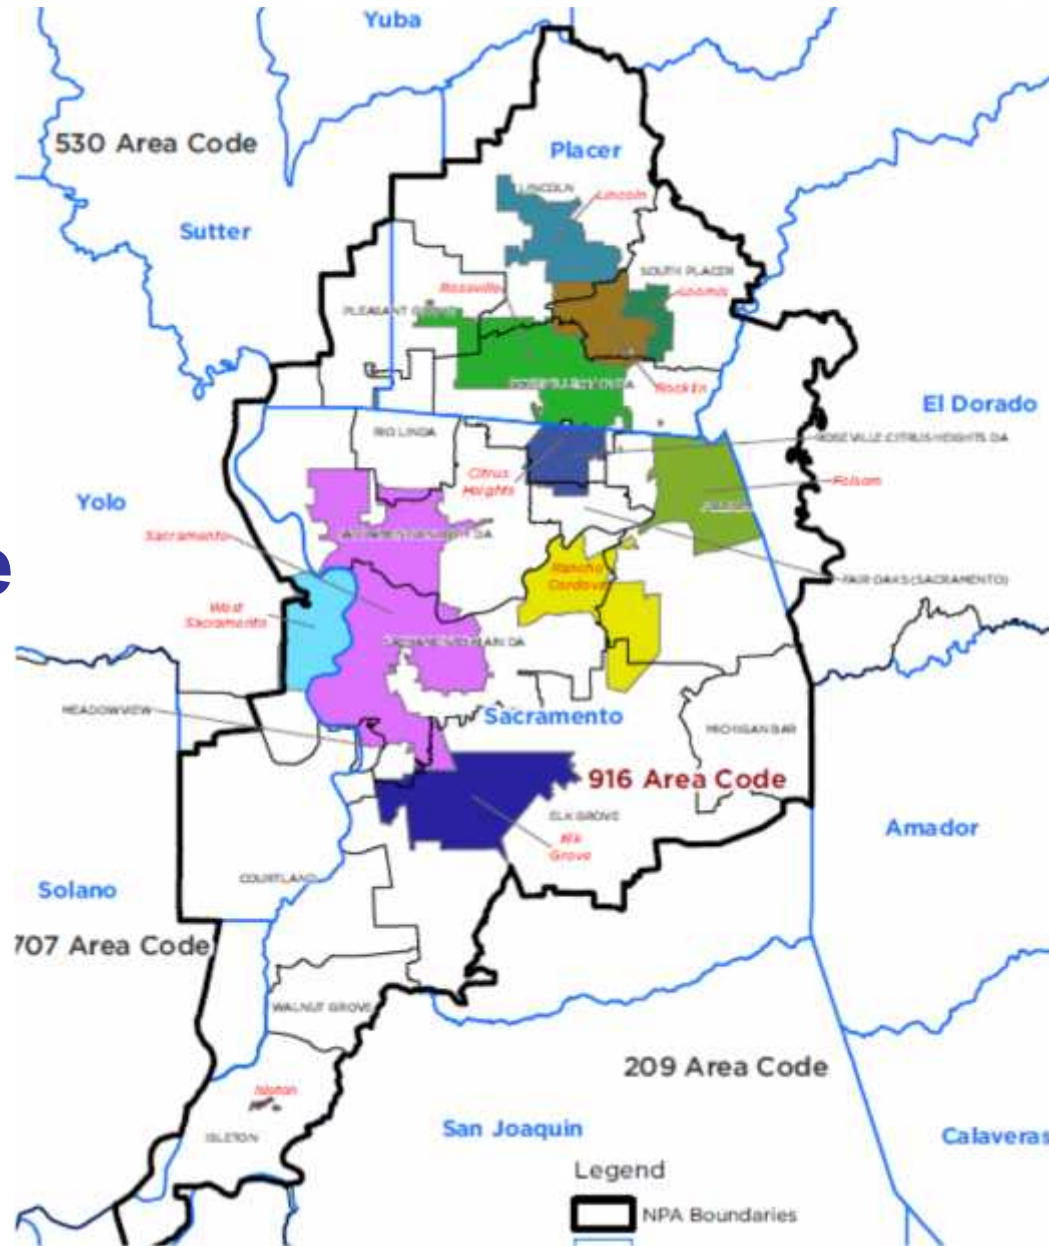 Yuba
530 Area Code
Placer
LINCOLN
Lincoln
Sutter
SOUTH PLACER
Roseville
Loomis
PLEASANT
Rocklin
El Dorado
RIO LINDA
ROSEVILLE:CITRUS HEIGHTS DA
Citrus
Heights
Folsom
Yolo
Sacramento
e
Rancho
Cordova
FAIR OAKS (SACRAMENTO)
West
Sacramento
MEADOWVIEW
Sacramento
MICHIGAN BAR
916 Area Code
ELK GROVE
Elk
Grove
Amador
COURTLAND
Solano
707 Area Code
WALNUT GROVE
209 Area Code
Isleton
ISLETON
San Joaquin
Calaveras
Legend
NPA Boundaries